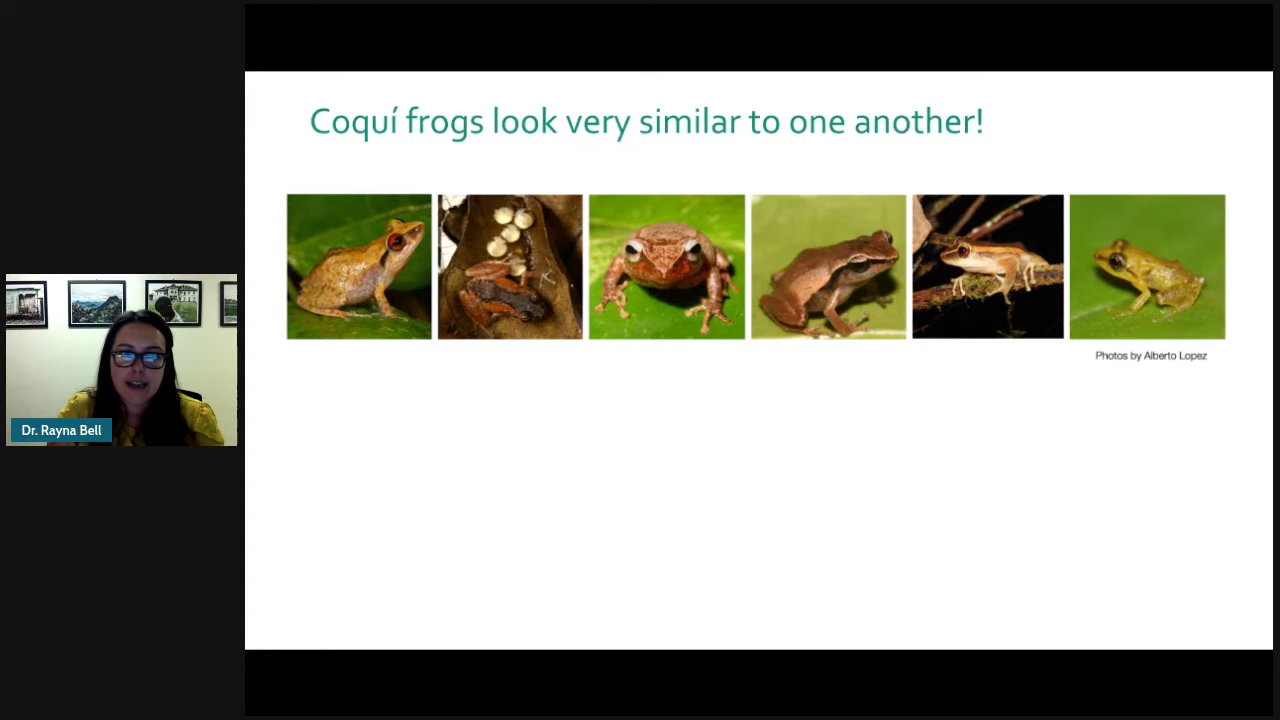 Coquí frogs look very similar to one another!
Photos by Alberto Lopez
Dr. Rayna Bell